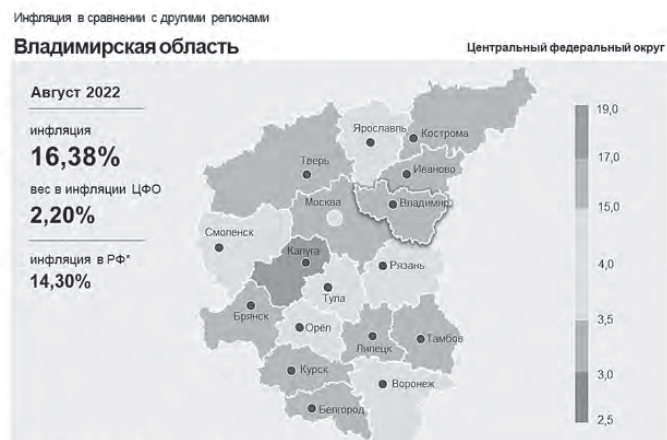 Инфляция в сравнении с другими регионами
Владимирская область
Центральный федеральный округ
Август 2022
инфляция
16,38%
вес в инфляции ЦФО
2,20%
инфляция в РФ*
14,30%
Ярославль
Кострома
Тверь
Иваново
Москва
Владимир
Смоленск
Калуга
Рязань
Тула
Брянск
Орёл
Липецк
Тамбов
Курск
Воронеж
Белгород
19,0
17,0
15,0
4,0
3,5
3,0
2,5